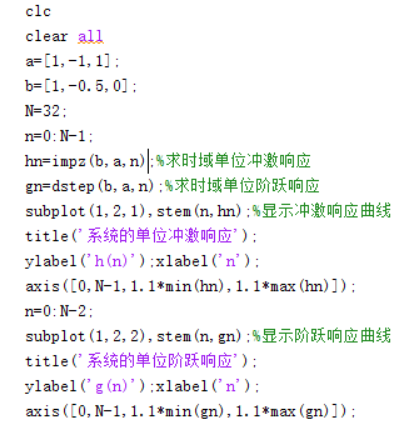 clc
clear all
a=[1,-1,1];
b=[1,-0.5,0];
N=32;
n=0:N-1;
hn=impz(b,a,n);%求时域单位冲激响应
gn=dstep(b,a,n);%求时域单位阶跃响应
subplot(1,2,1),stem(n,hn);%显示冲激响应曲线
title('系统的单位冲激响应');
ylabel('h(n)');xlabel('n');
axis([0,N-1,1.1*min(hn),1.1*max(hn)]);
n=0:N-2;
subplot(1,2,2),stem(n,gn);%显示阶跃响应曲线
title('系统的单位阶跃响应');
ylabel('g(n)');xlabel('n');
axis([0,N-1,1.1*min(gn),1.1*max(gn)]);